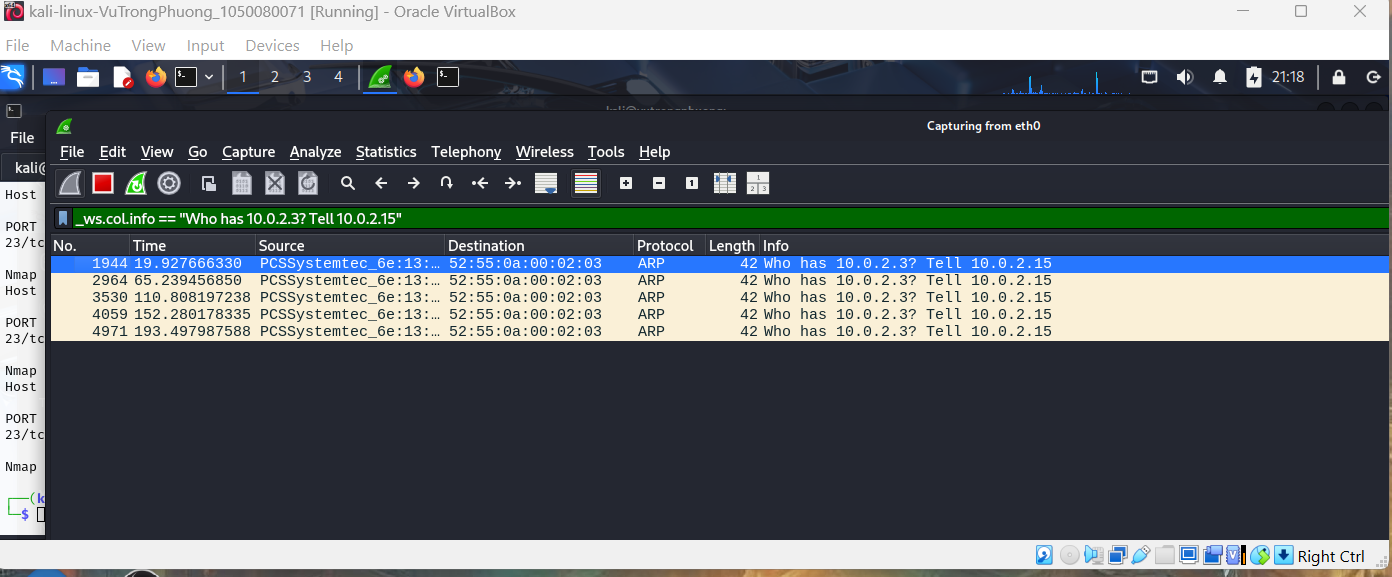 kali-linux-VuTrongPhuong_1050080071 [Running] - Oracle VirtualBox
File Machine View Input Devices Help
1 2 3 4 21:18
File
kali@
Capturing from eth0
File Edit View Go Capture Analyze Statistics Telephony Wireless Tools Help
_ws.col.info == "Who has 10.0.2.3? Tell 10.0.2.15"
No. Time Source Destination Protocol Length Info
1944 19.927666330 PCSSystemtec_6e:13:… 52:55:0a:00:02:03 ARP 42 Who has 10.0.2.3? Tell 10.0.2.15
2964 65.239456850 PCSSystemtec_6e:13:… 52:55:0a:00:02:03 ARP 42 Who has 10.0.2.3? Tell 10.0.2.15
3530 110.808197238 PCSSystemtec_6e:13:… 52:55:0a:00:02:03 ARP 42 Who has 10.0.2.3? Tell 10.0.2.15
4059 152.280178335 PCSSystemtec_6e:13:… 52:55:0a:00:02:03 ARP 42 Who has 10.0.2.3? Tell 10.0.2.15
4971 193.497987588 PCSSystemtec_6e:13:… 52:55:0a:00:02:03 ARP 42 Who has 10.0.2.3? Tell 10.0.2.15
Host
PORT
23/tc
Nmap
Host
PORT
23/tc
Nmap
Host
PORT
23/tc
Nmap
(k
$
Right Ctrl